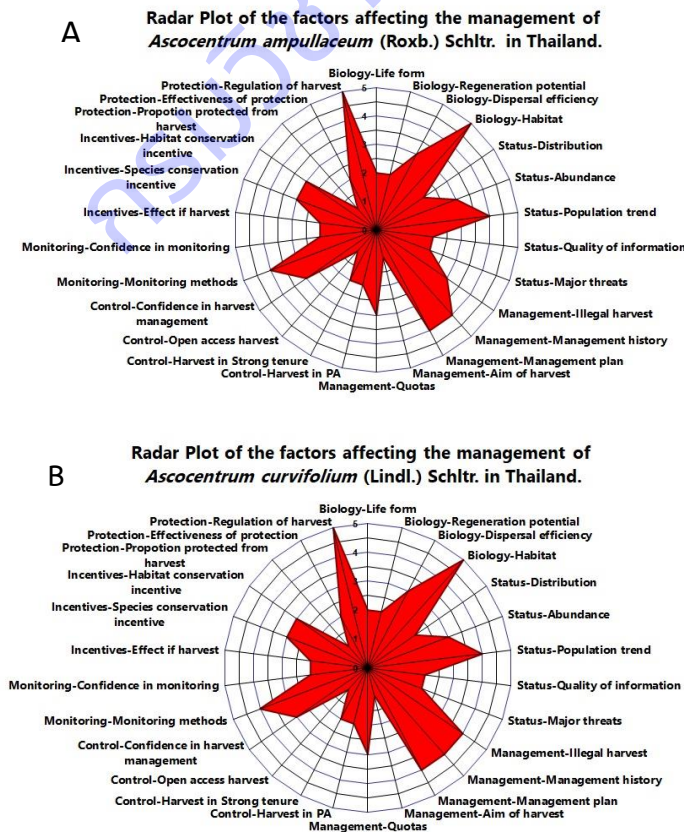 A
Radar Plot of the factors affecting the management of
Ascocentrum ampullaceum (Roxb.) Schltr. in Thailand.
Biology-Life form
Protection-Regulation of harvest
Biology-Regeneration potential
Protection-Effectiveness of protection
Biology-Dispersal efficiency
Protection-Propotion protected from
harvest
Biology-Habitat
Incentives-Habitat conservation
incentive
Status-Distribution
Incentives-Species conservation
incentive
Status-Abundance
Incentives-Effect if harvest
Status-Population trend
Monitoring-Confidence in monitoring
Status-Quality of information
Monitoring-Monitoring methods
Status-Major threats
Control-Confidence in harvest
management
Management-Illegal harvest
Control-Open access harvest
Management-Management history
Control-Harvest in Strong tenure
Management-Management plan
Control-Harvest in PA
Management-Aim of harvest
Management-Quotas
5
4
2
0
B
Radar Plot of the factors affecting the management of
Ascocentrum curvifolium (Lindl.) Schltr. in Thailand.
Biology-Life form
Protection-Regulation of harvest
Biology-Regeneration potential
Protection-Effectiveness of protection
Biology-Dispersal efficiency
Protection-Propotion protected from
harvest
Biology-Habitat
Incentives-Habitat conservation
incentive
Status-Distribution
Incentives-Species conservation
incentive
Status-Abundance
Incentives-Effect if harvest
Status-Population trend
Monitoring-Confidence in monitoring
Status-Quality of information
Monitoring-Monitoring methods
Status-Major threats
Control-Confidence in harvest
management
Management-Illegal harvest
Control-Open access harvest
Management-Management history
Control-Harvest in Strong tenure
Management-Management plan
Control-Harvest in PA
Management-Aim of harvest
Management-Quotas
5
4
3
2
1
0